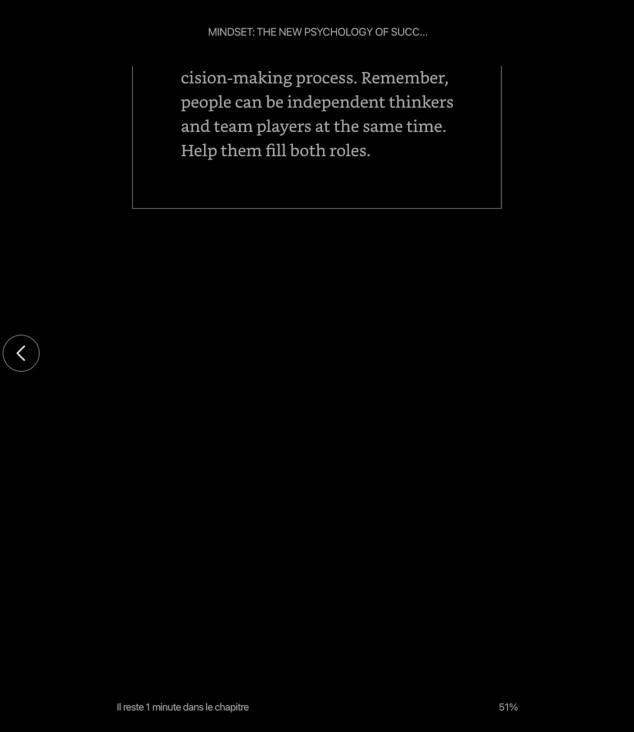 MINDSET: THE NEW PSYCHOLOGY OF SUCC...
cision-making process. Remember,
people can be independent thinkers
and team players at the same time.
Help them fill both roles.
Il reste 1 minute dans le chapitre
51%